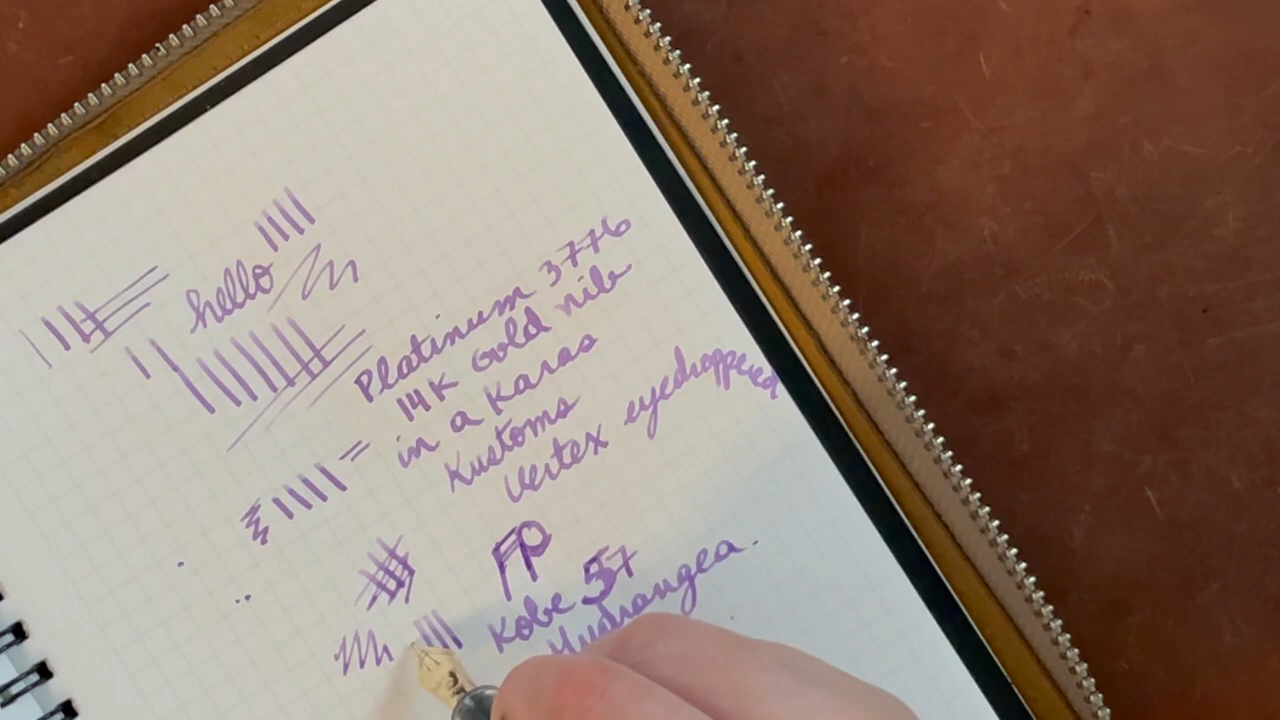 hello
Platinum 3776
14K Gold nib
in a Karas
Kustoms
Vertex eyedroppered
FP
Kobe 57
Hydrangea.